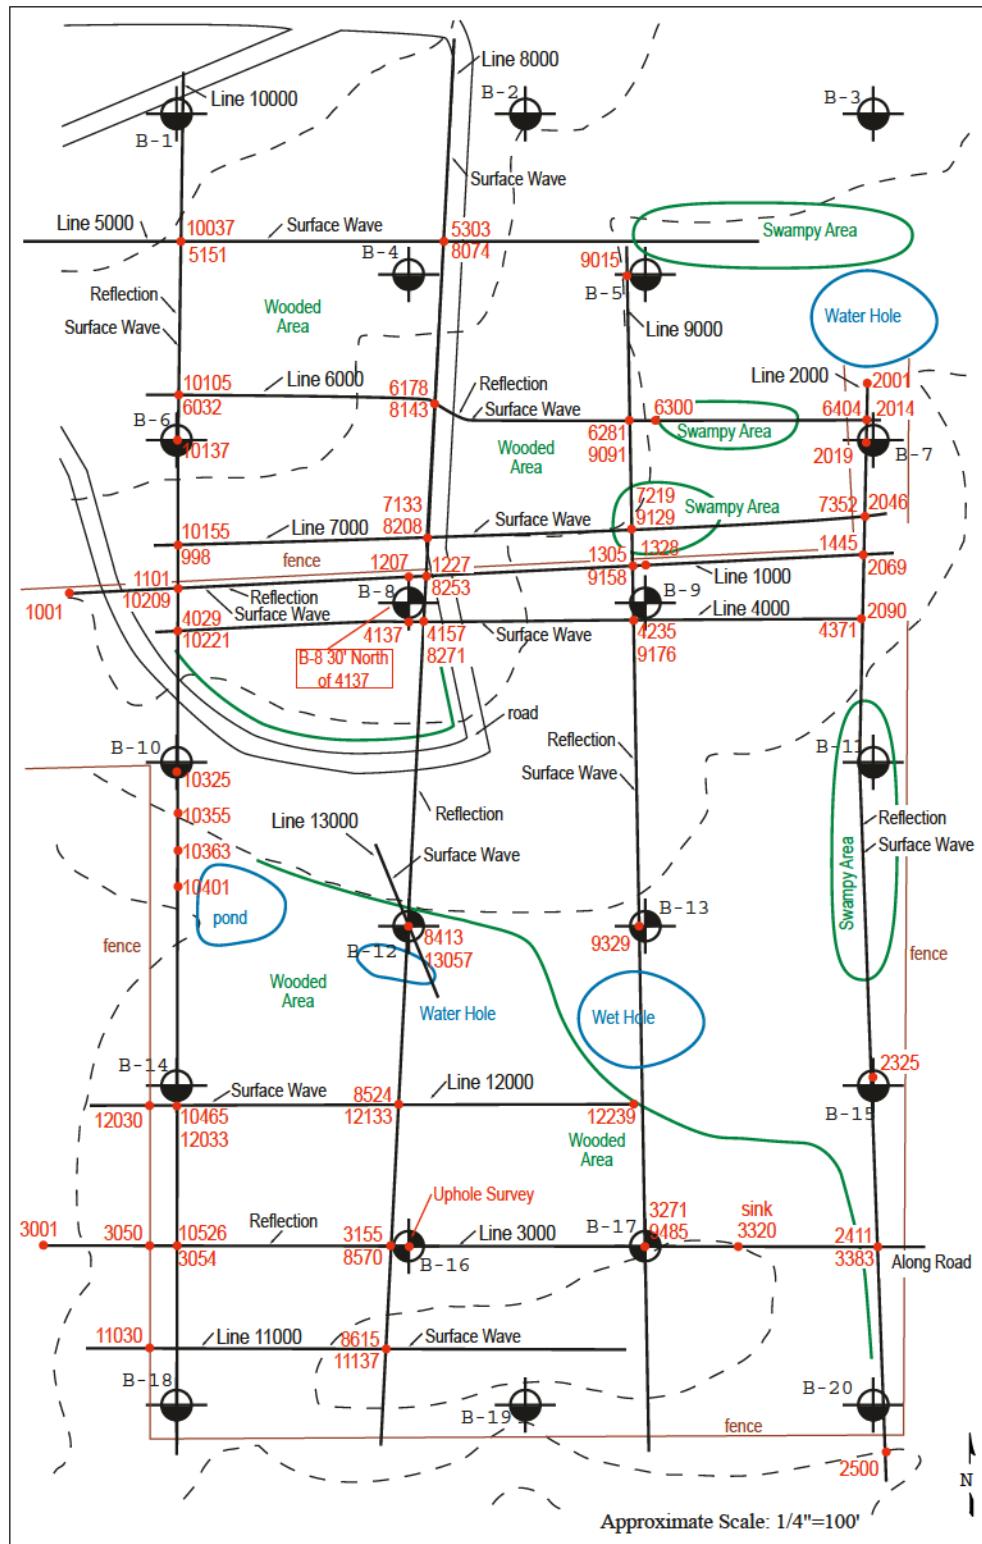 Line 8000
B-2
B-3
Line 10000
B-1
Surface Wave
Line 5000
10037
Surface Wave
5303
Swampy Area
5151
8074
B-4
9015
B-5
Reflection
Wooded
Area
Water Hole
Surface Wave
Line 9000
10105
Line 6000
6178
Reflection
Line 2000
2001
6032
8143
Surface Wave
6300
6404
2014
B-6
6281
Swampy Area
10137
Wooded
Area
9091
2019
B-7
7133
7219
Swampy Area
7352
2046
10155
Line 7000
8208
Surface Wave
9129
998
fence
1207
1305
1328
1445
1101
1227
9158
Line 1000
2069
1001
10209
Reflection
B-8
8253
B-9
Surface Wave
4029
Line 4000
2090
10221
4137
4157
Surface Wave
4235
4371
B-8 30' North
of 4137
8271
9176
road
B-10
Reflection
B-11
10325
Surface Wave
10355
Line 13000
Reflection
Reflection
10363
Surface Wave
Surface Wave
10401
Swampy Area
pond
B-13
fence
B-12
8413
9329
fence
13057
Wooded
Area
Water Hole
Wet Hole
B-14
2325
Surface Wave
8524
Line 12000
12030
10465
12133
12239
B-15
12033
Wooded
Area
Uphole Survey
3001
3050
10526
Reflection
3155
Line 3000
B-17
3271
9485
sink
3320
2411
3054
8570
B-16
3383
Along Road
11030
Line 11000
8615
Surface Wave
11137
B-18
B-19
B-20
fence
2500
N
Approximate Scale: 1/4"=100'